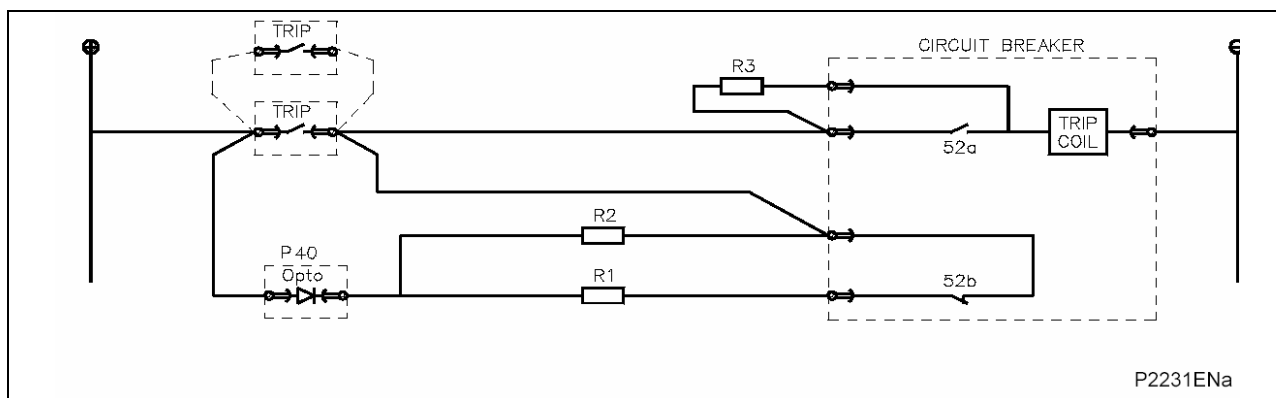 TRIP
CIRCUIT BREAKER
R3
TRIP
52a
TRIP
COIL
R2
P40
Opto
R1
52b
P2231ENa